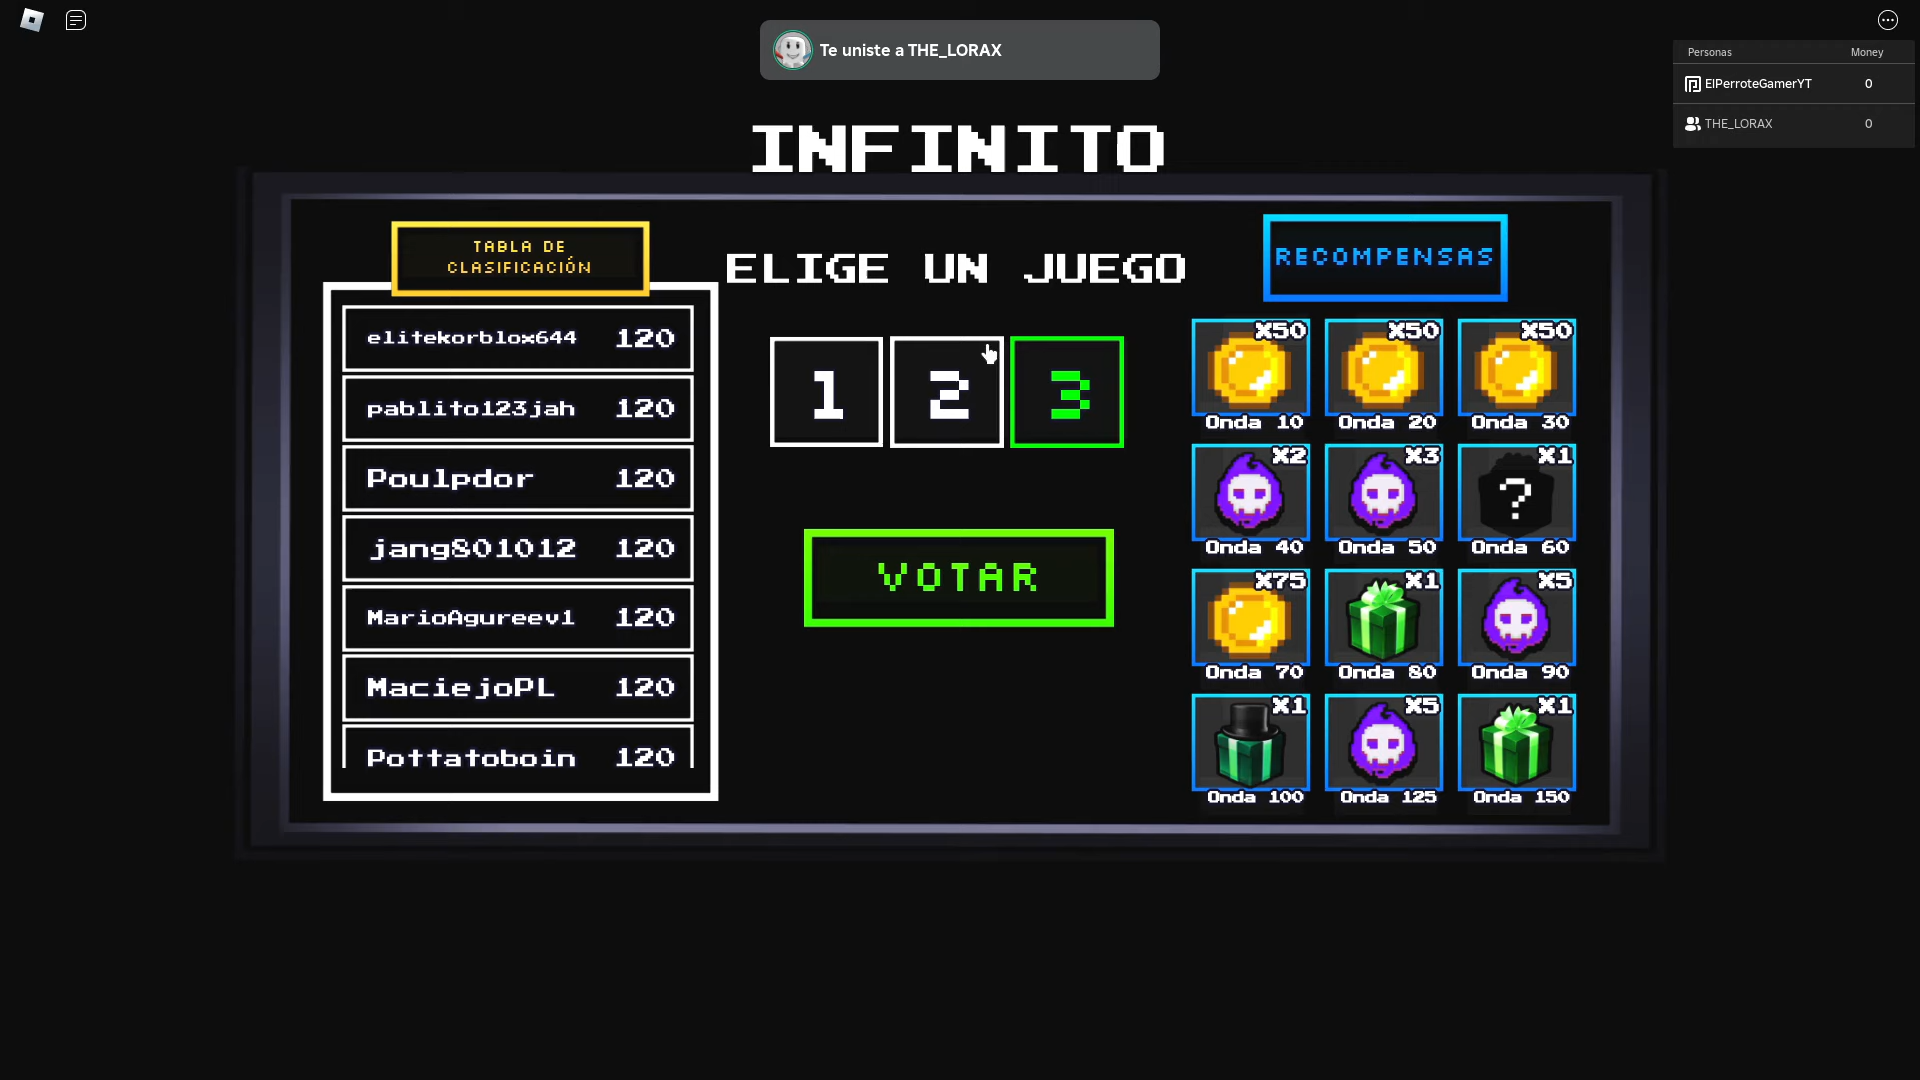 Te uniste a THE_LORAX
Personas Money
ElPerroteGamerYT 0
THE_LORAX 0
INFINITO
TABLA DE
CLASIFICACIÓN
elitekorblox644 120
pablito123jah 120
Poulpdor 120
jang801012 120
MarioAgureev1 120
MaciejoPL 120
Pottatoboin 120
ELIGE UN JUEGO
1 2 3
VOTAR
RECOMPENSAS
X50 X50 X50
Onda 10 Onda 20 Onda 30
X2 X3 X1
?
Onda 40 Onda 50 Onda 60
X75 X1 X5
Onda 70 Onda 80 Onda 90
X1 X5 X1
Onda 100 Onda 125 Onda 150